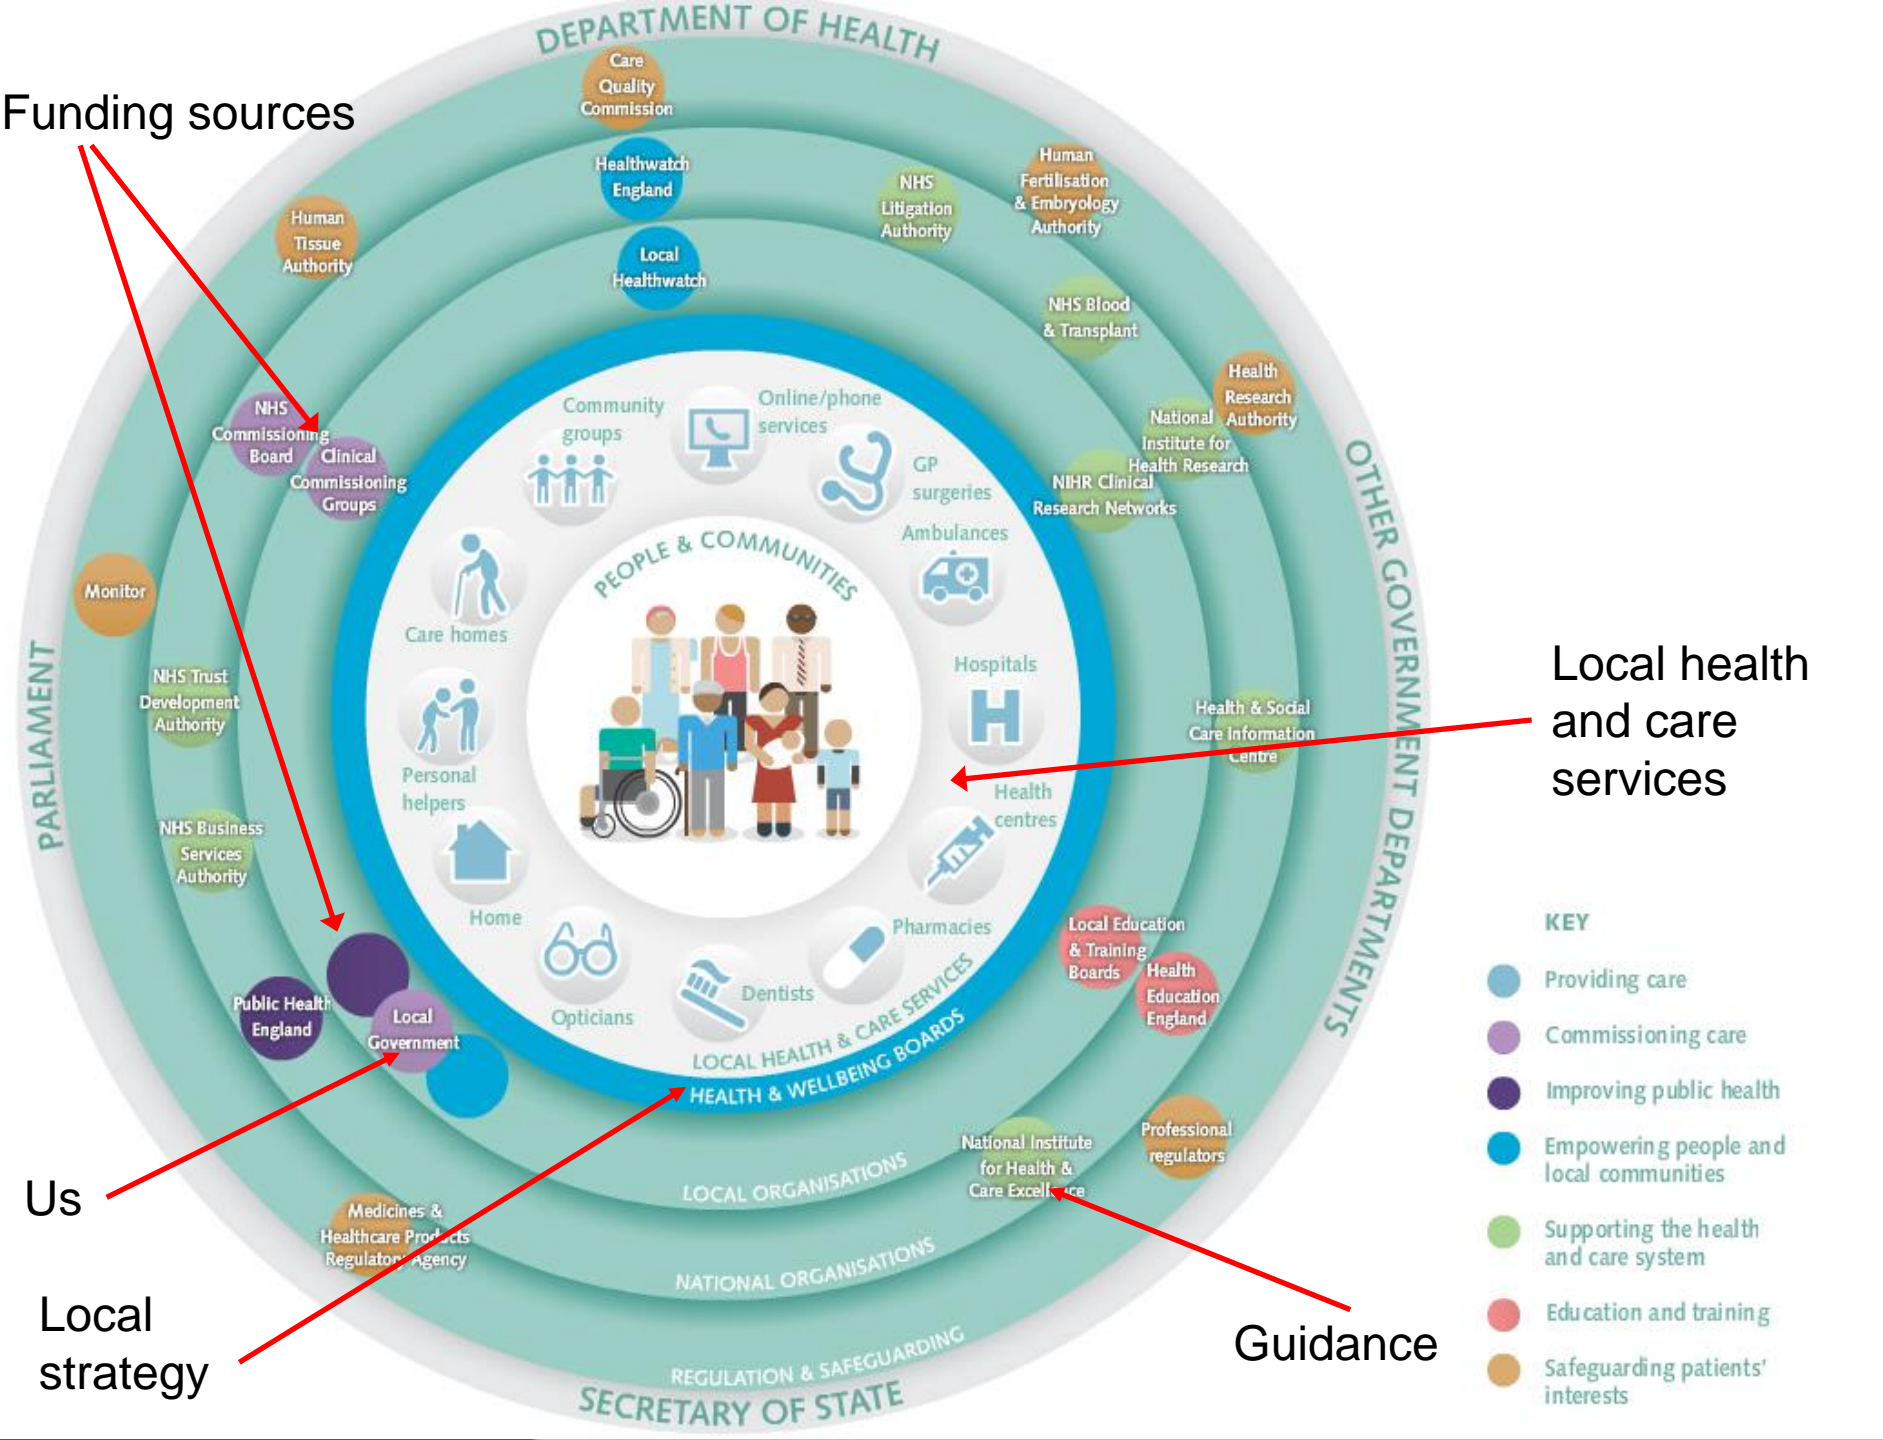 DEPARTMENT OF HEALTH
Care
Quality
Commission
Funding sources
Healthwatch
England
Human
Fertilisation
& Embryology
Authority
NHS
Litigation
Authority
Human
Tissue
Authority
Local
Healthwatch
NHS Blood
& Transplant
Health
Research
Authority
NHS
Commissioning
Board
Clinical
Commissioning
Groups
Community
groups
Online/phone
services
National
Institute for
Health Research
NIHR Clinical
Research Networks
GP
surgeries
Ambulances
OTHER GOVERNMENT DEPARTMENTS
PEOPLE & COMMUNITIES
Monitor
Care homes
PARLIAMENT
Hospitals
Local health
and care
services
NHS Trust
Development
Authority
Health & Social
Care Information
Centre
Personal
helpers
Health
centres
NHS Business
Services
Authority
Home
Pharmacies
Local Education
& Training
Boards
Health
Education
England
Public Health
England
Local
Government
Opticians
Dentists
LOCAL HEALTH & CARE SERVICES
HEALTH & WELLBEING BOARDS
KEY
Providing care
Commissioning care
Improving public health
Empowering people and
local communities
Supporting the health
and care system
Education and training
Safeguarding patients'
interests
National Institute
for Health &
Care Excellence
Professional
regulators
Us
LOCAL ORGANISATIONS
Medicines &
Healthcare Products
Regulatory Agency
NATIONAL ORGANISATIONS
Local
strategy
Guidance
REGULATION & SAFEGUARDING
SECRETARY OF STATE